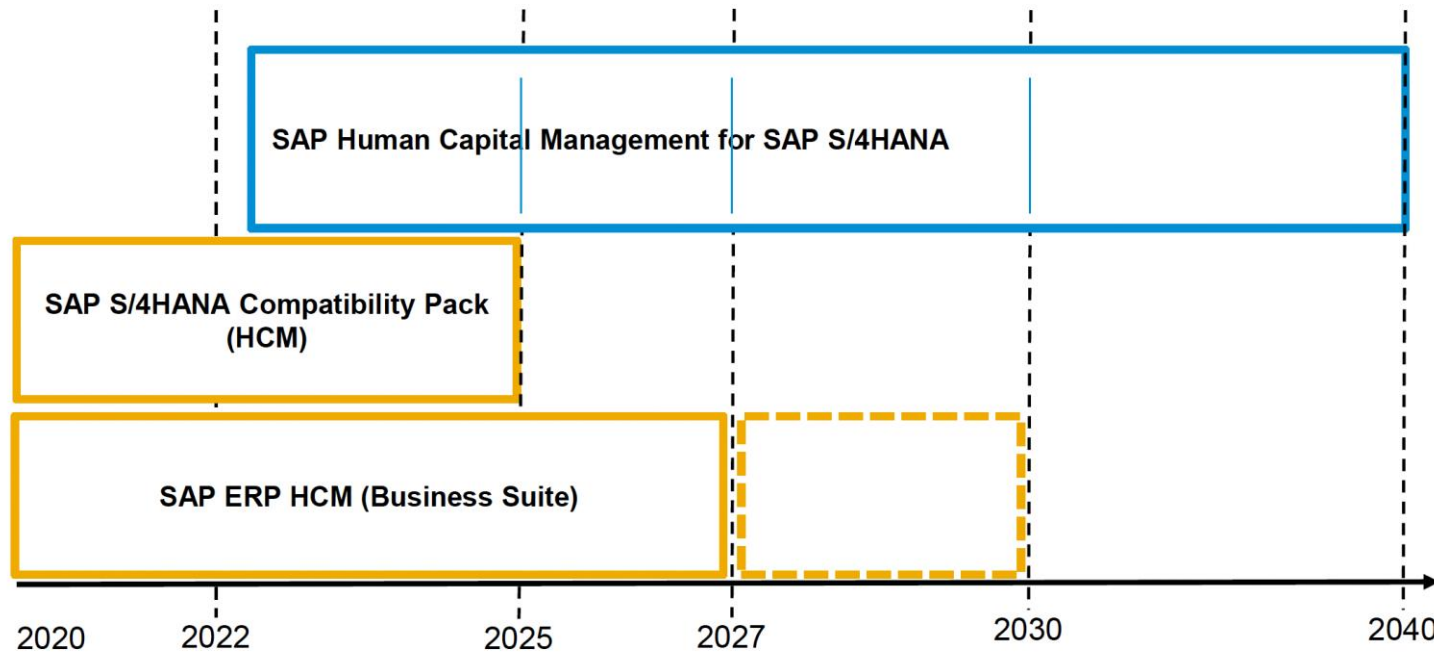 SAP Human Capital Management for SAP S/4HANA
SAP S/4HANA Compatibility Pack
(HCM)
SAP ERP HCM (Business Suite)
2020 2022 2025 2027 2030 2040